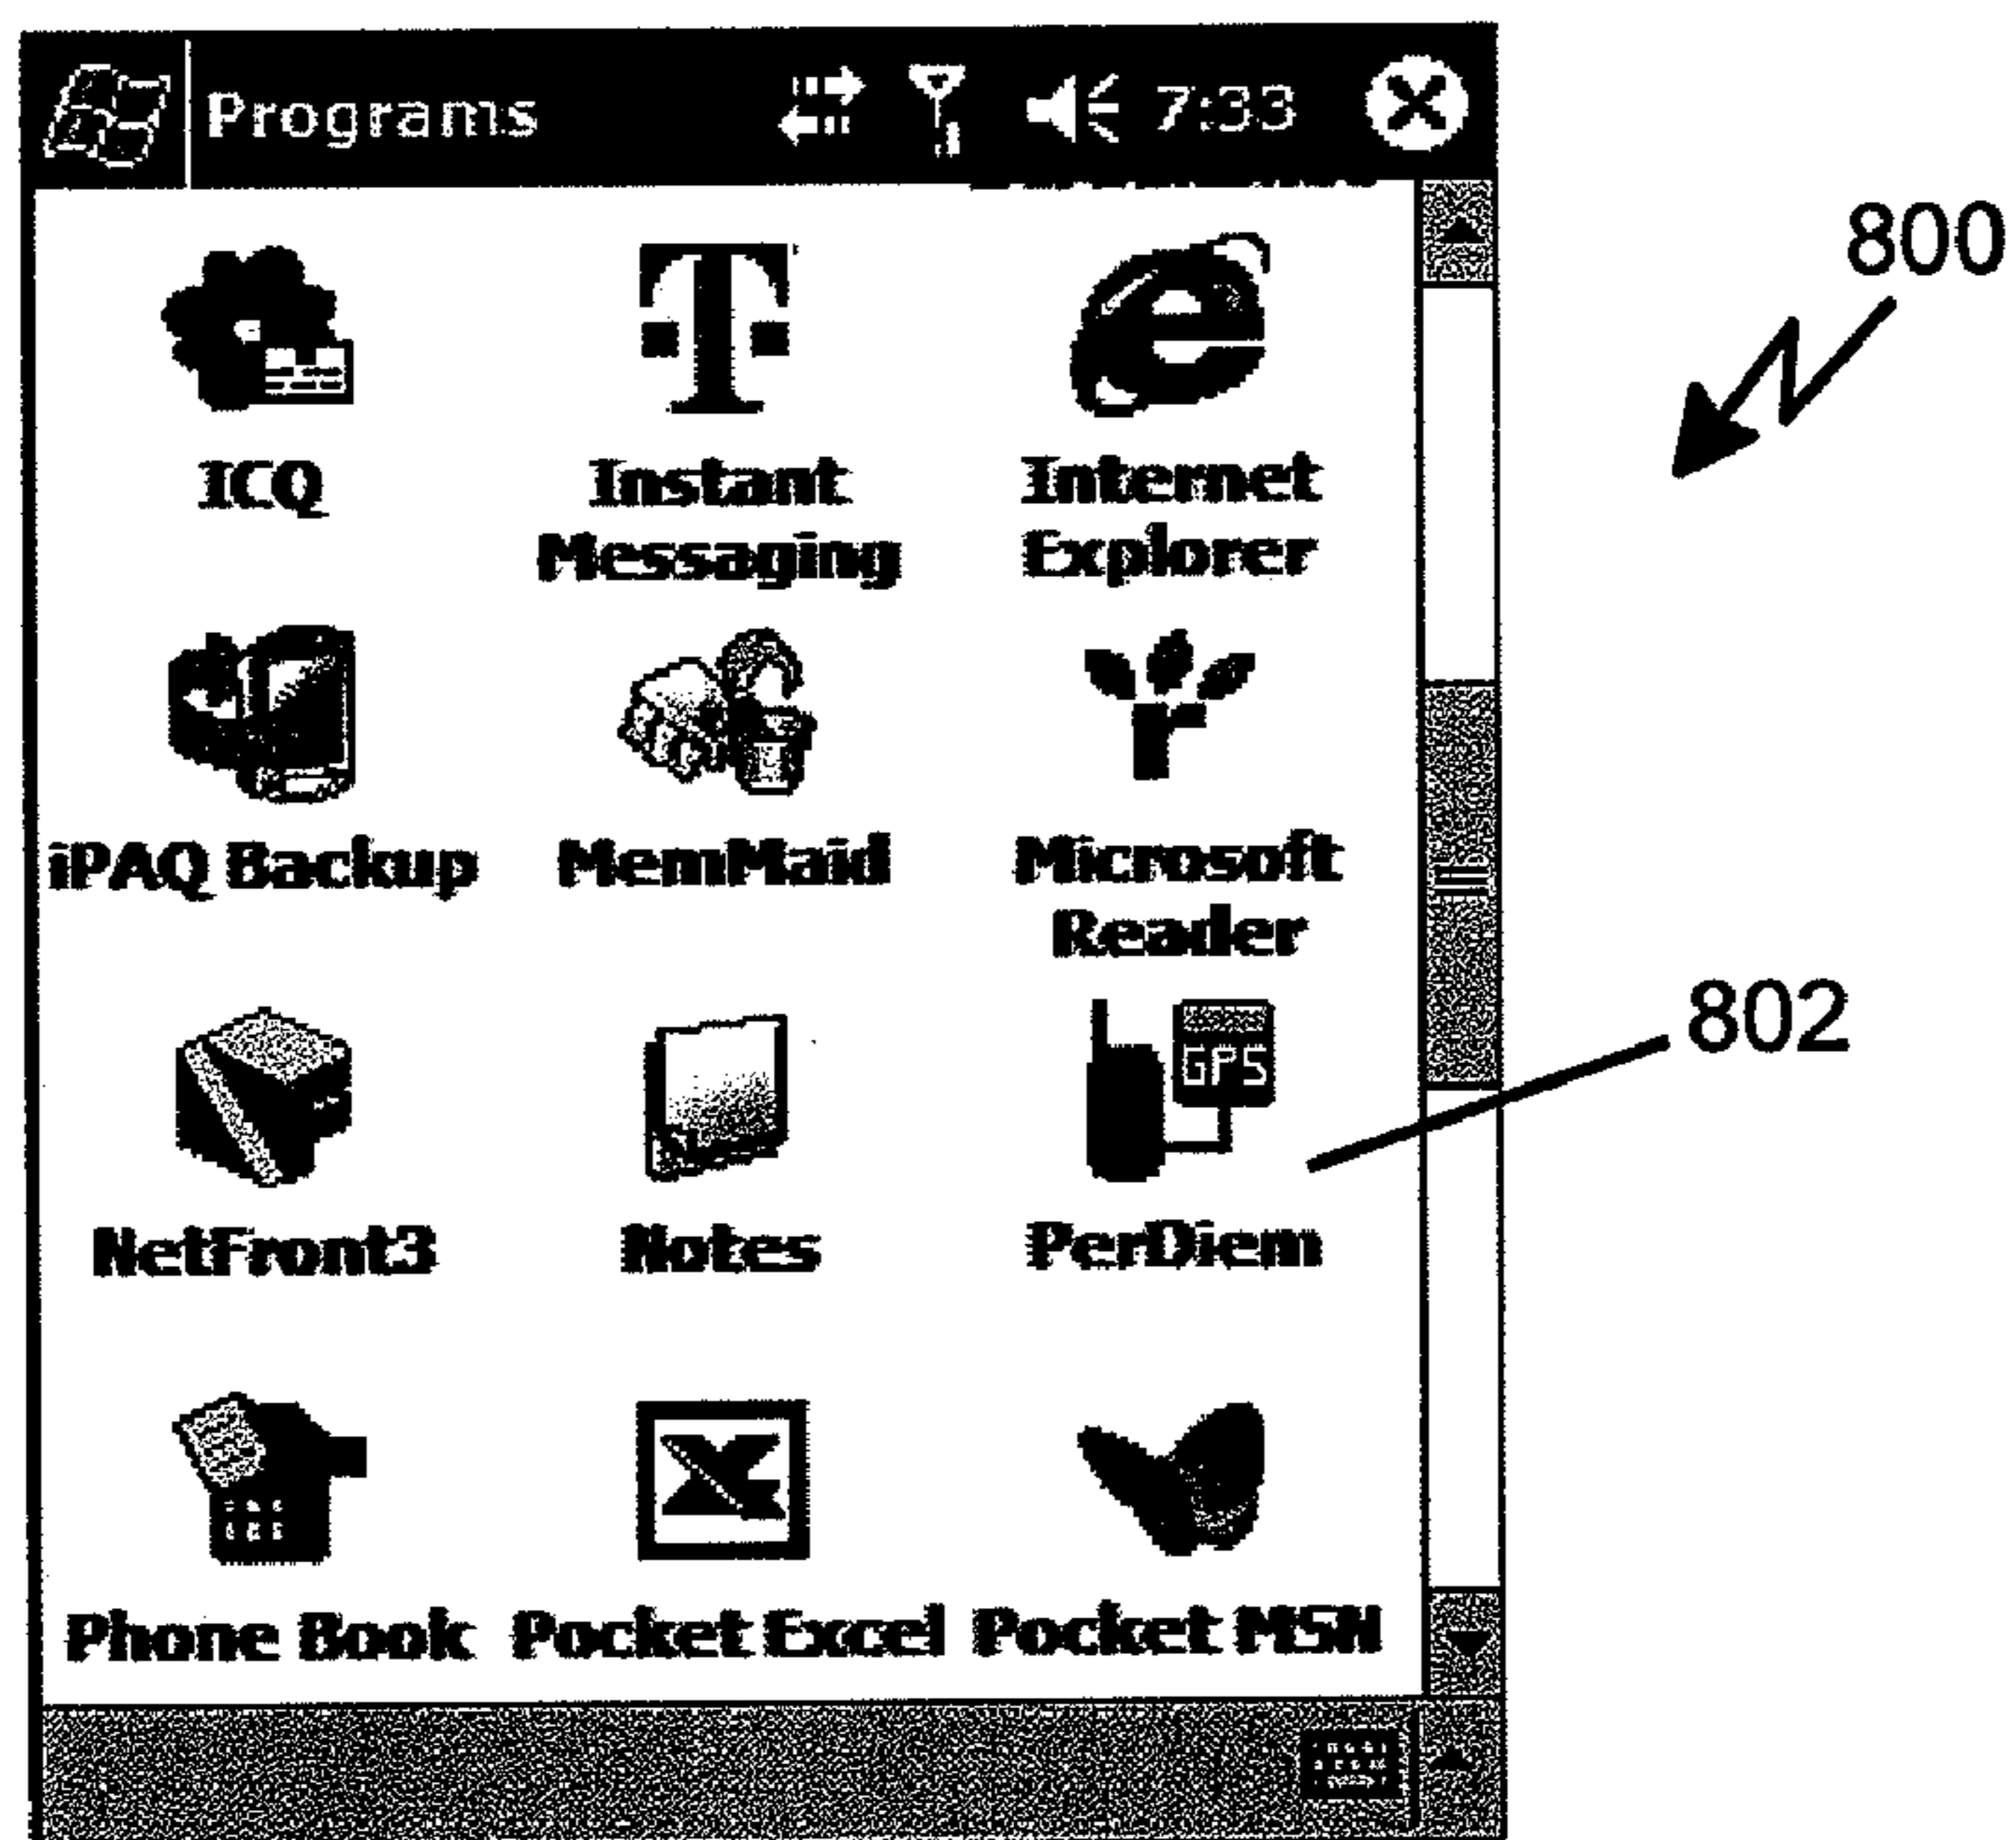 Programs 7:33
800
ICQ Instant Messaging Internet Explorer
iPAQ Backup MemMaid Microsoft Reader
GPS
802
NetFront3 Notes PerDiem
Phone Book Pocket Excel Pocket MSN